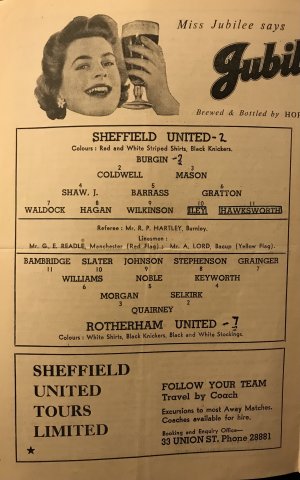 Miss Jubilee says
Jubil
Brewed & Bottled by HO
SHEFFIELD UNITED-2
Colours : Red and White Striped Shirts, Black Knickers.
BURGIN
2 3
COLDWELL MASON
4 5 6
SHAW, J. BARRASS GRATTON
7 8 9 10 11
WALDOCK HAGAN WILKINSON ILEY HAWKSWORTH
Referee : Mr. R. P. HARTLEY, Burnley.
Linesmen :
Mr. G. E. READLE, Manchester (Red Flag). : Mr. A. LORD, Bacup (Yellow Flag).
BAMBRIDGE SLATER JOHNSON STEPHENSON GRAINGER
11 10 9 8 7
WILLIAMS NOBLE KEYWORTH
6 5 4
MORGAN SELKIRK
3 2
QUAIRNEY
ROTHERHAM UNITED
Colours : White Shirts, Black Knickers, Black and White Stockings.
SHEFFIELD
UNITED
TOURS
LIMITED
★
FOLLOW YOUR TEAM
Travel by Coach
Excursions to most Away Matches.
Coaches available for hire.
Booking and Enquiry Office—
33 UNION ST. Phone 28881